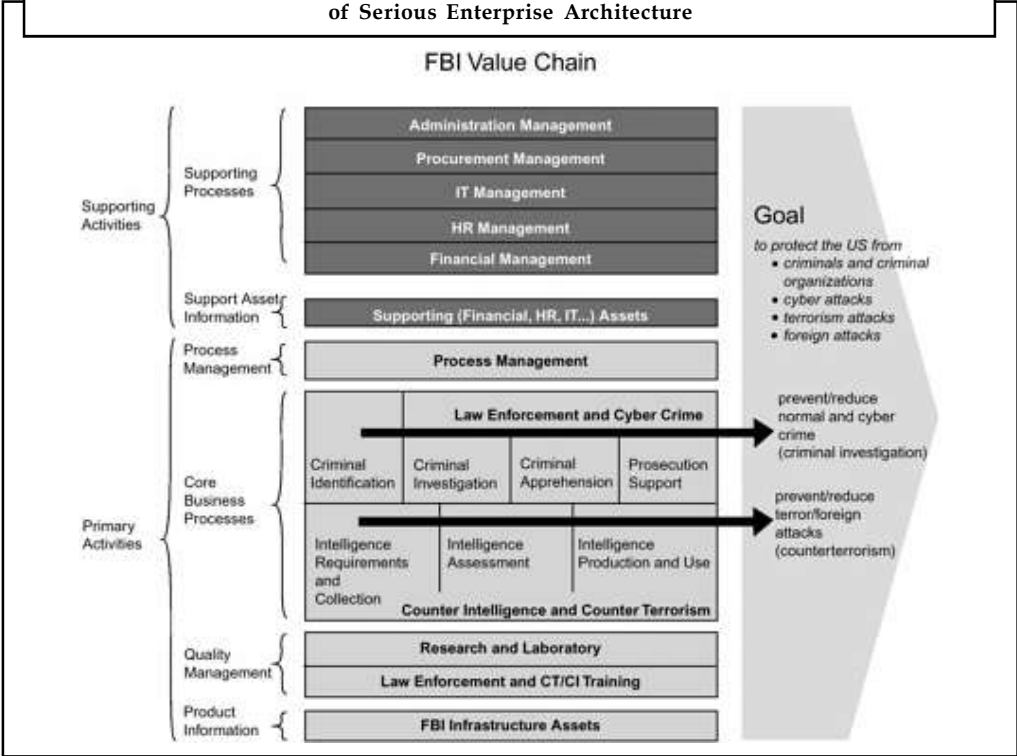 of Serious Enterprise Architecture
FBI Value Chain
Supporting
Activities
Supporting
Processes
Administration Management
Procurement Management
IT Management
HR Management
Financial Management
Support Asset
Information
Supporting (Financial, HR, IT...) Assets
Primary
Activities
Process
Management
Process Management
Core
Business
Processes
Law Enforcement and Cyber Crime
Criminal
Identification
Criminal
Investigation
Criminal
Apprehension
Prosecution
Support
Intelligence
Requirements
and
Collection
Intelligence
Assessment
Intelligence
Production and Use
Counter Intelligence and Counter Terrorism
Quality
Management
Research and Laboratory
Law Enforcement and CT/CI Training
Product
Information
FBI Infrastructure Assets
Goal
to protect the US from
• criminals and criminal
organizations
• cyber attacks
• terrorism attacks
• foreign attacks
prevent/reduce
normal and cyber
crime
(criminal investigation)
prevent/reduce
terror/foreign
attacks
(counterterrorism)